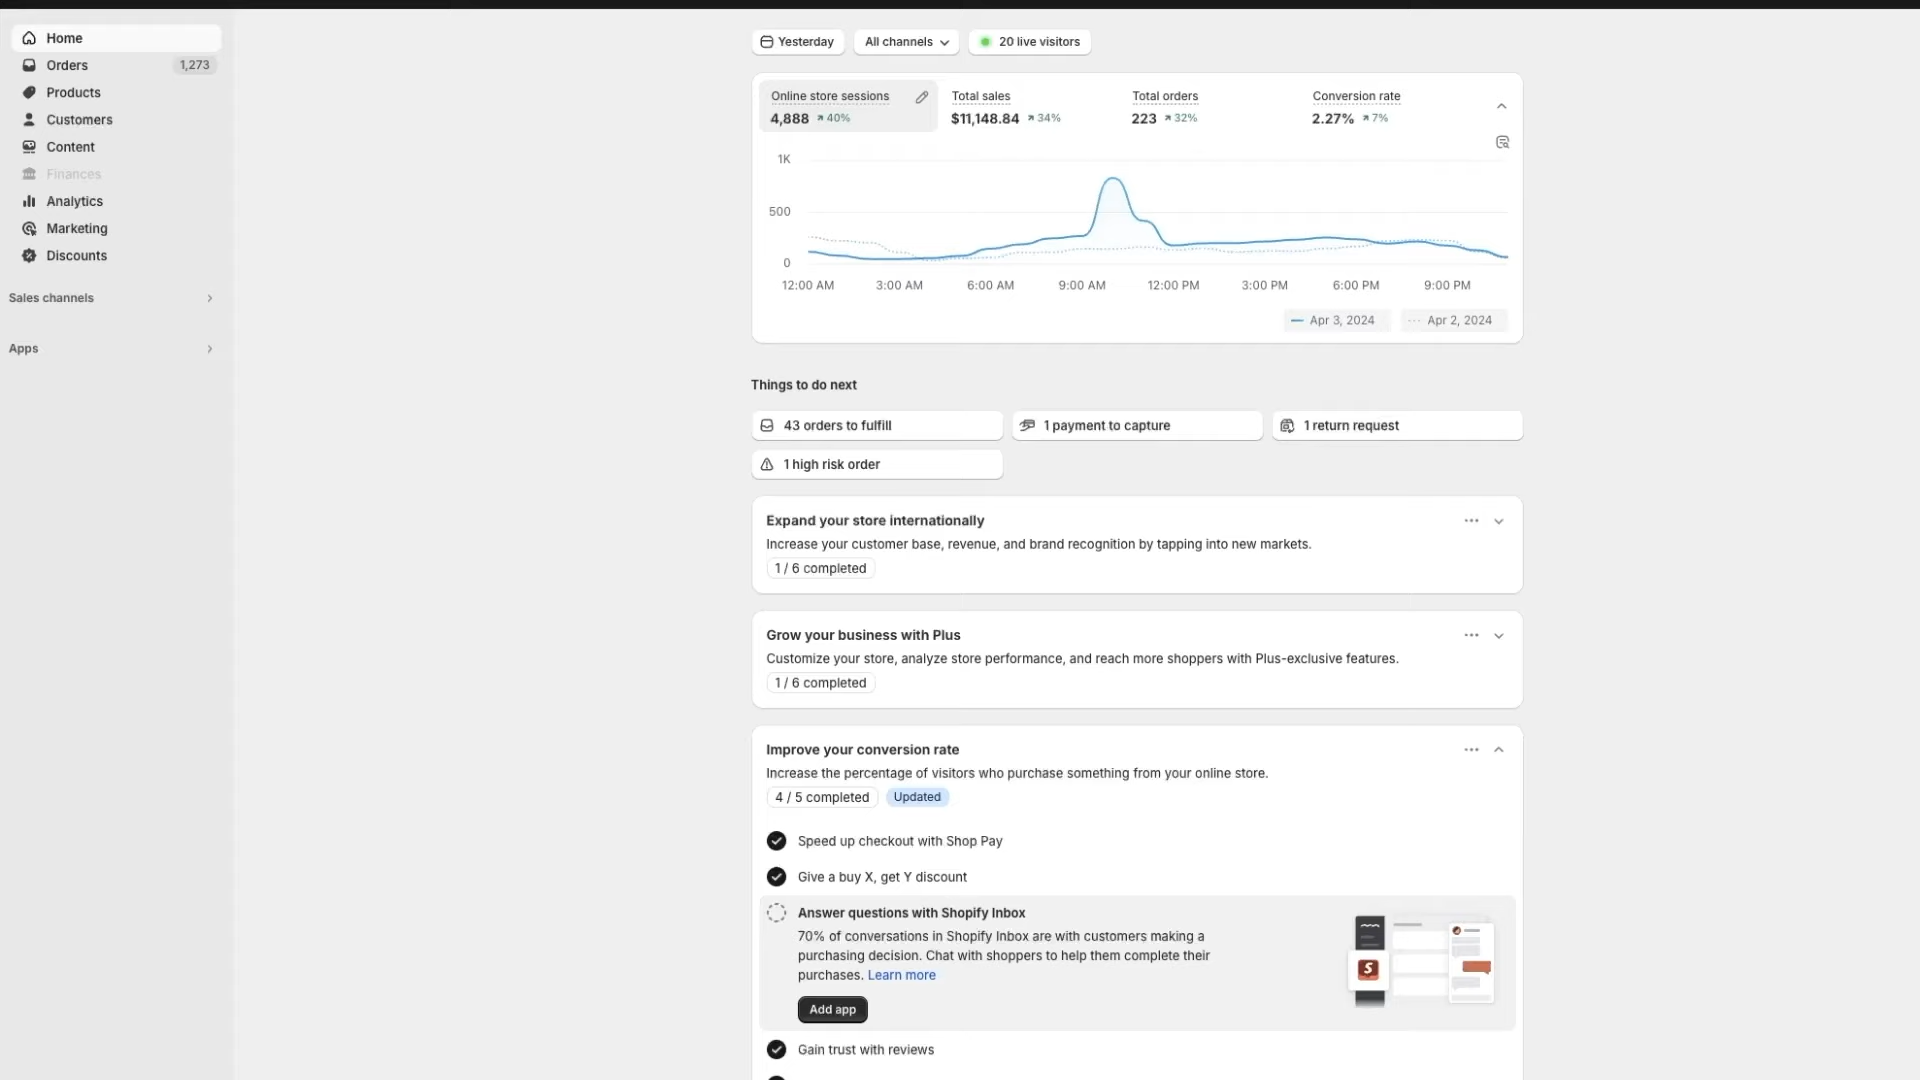 Home
Orders 1,273
Products
Customers
Content
Finances
Analytics
Marketing
Discounts
Sales channels
Apps
Yesterday
All channels
20 live visitors
Online store sessions
4,888 40%
Total sales
$11,148.84 34%
Total orders
223 32%
Conversion rate
2.27% 7%
1K
500
0
12:00 AM 3:00 AM 6:00 AM 9:00 AM 12:00 PM 3:00 PM 6:00 PM 9:00 PM
Apr 3, 2024 Apr 2, 2024
Things to do next
43 orders to fulfill
1 payment to capture
1 return request
1 high risk order
Expand your store internationally
Increase your customer base, revenue, and brand recognition by tapping into new markets.
1 / 6 completed
Grow your business with Plus
Customize your store, analyze store performance, and reach more shoppers with Plus-exclusive features.
1 / 6 completed
Improve your conversion rate
Increase the percentage of visitors who purchase something from your online store.
4 / 5 completed Updated
Speed up checkout with Shop Pay
Give a buy X, get Y discount
Answer questions with Shopify Inbox
70% of conversations in Shopify Inbox are with customers making a
purchasing decision. Chat with shoppers to help them complete their
purchases. Learn more
Add app
Gain trust with reviews